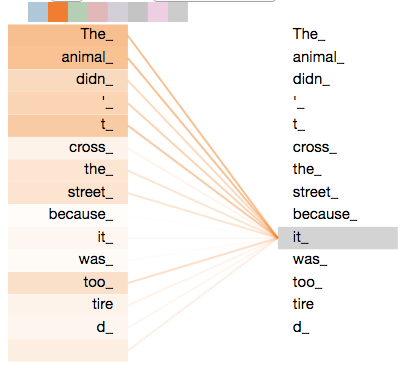 The_ The_
animal_ animal_
didn_ didn_
'_ '_
t_ t_
cross_ cross_
the_ the_
street_ street_
because_ because_
it_ it_
was_ was_
too_ too_
tire tire
d_ d_